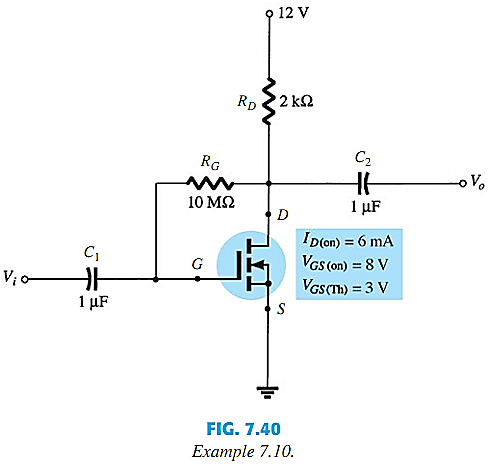 12 V
R_D 2 kΩ
R_G
10 MΩ
C_2
1 μF
V_o
D
I_D(on) = 6 mA
V_GS(on) = 8 V
V_GS(Th) = 3 V
C_1
1 μF
V_i
G
S
FIG. 7.40
Example 7.10.